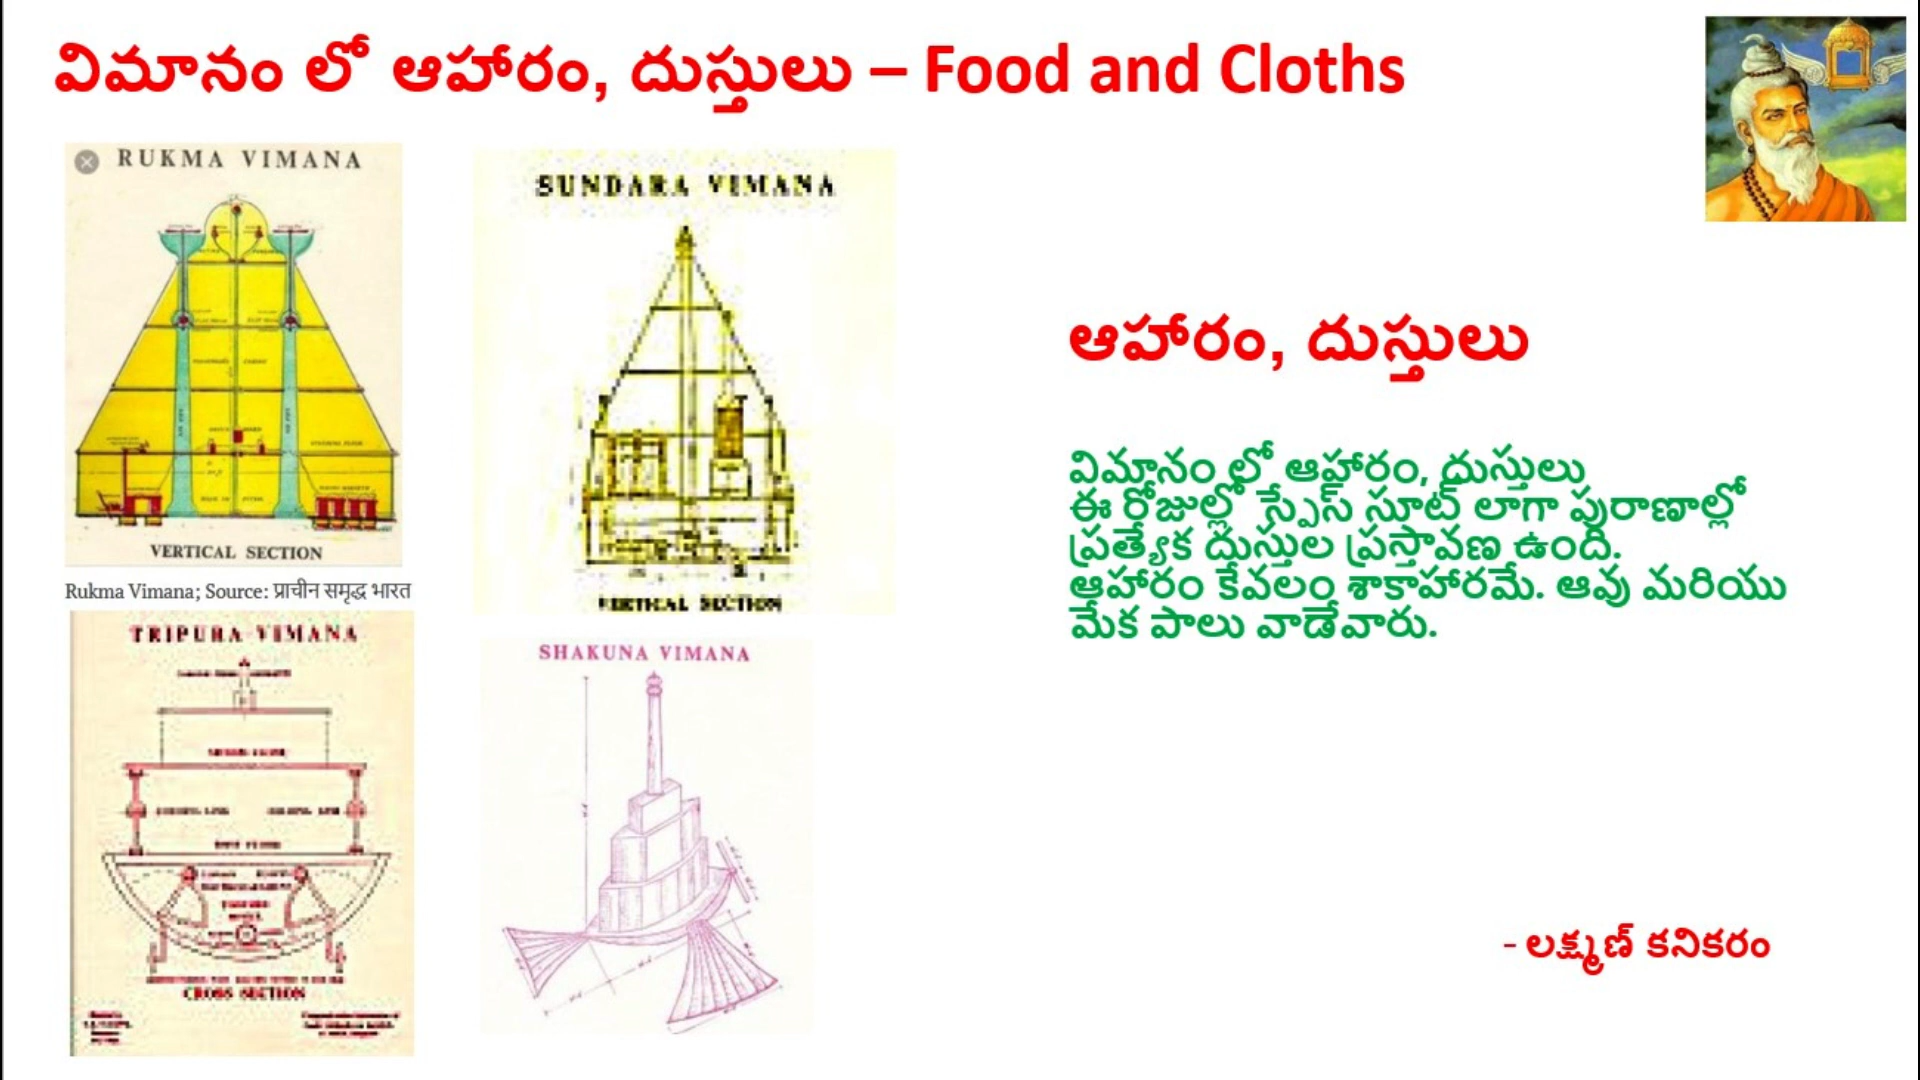 విమానం లో ఆహారం, దుస్తులు – Food and Cloths
RUKMA VIMANA
VERTICAL SECTION
Rukma Vimana; Source: प्राचीन समृद्ध भारत
SUNDARA VIMANA
VERTICAL SECTION
TRIPURA VIMANA
CROSS SECTION
SHAKUNA VIMANA
ఆహారం, దుస్తులు
విమానం లో ఆహారం, దుస్తులు
ఈ రోజుల్లో స్పేస్ సూట్ లాగా పురాణాల్లో
ప్రత్యేక దుస్తుల ప్రస్తావణ ఉంది.
ఆహారం కేవలం శాకాహారమే. ఆవు మరియు
మేక పాలు వాడేవారు.
- లక్ష్మణ్ కనికరం